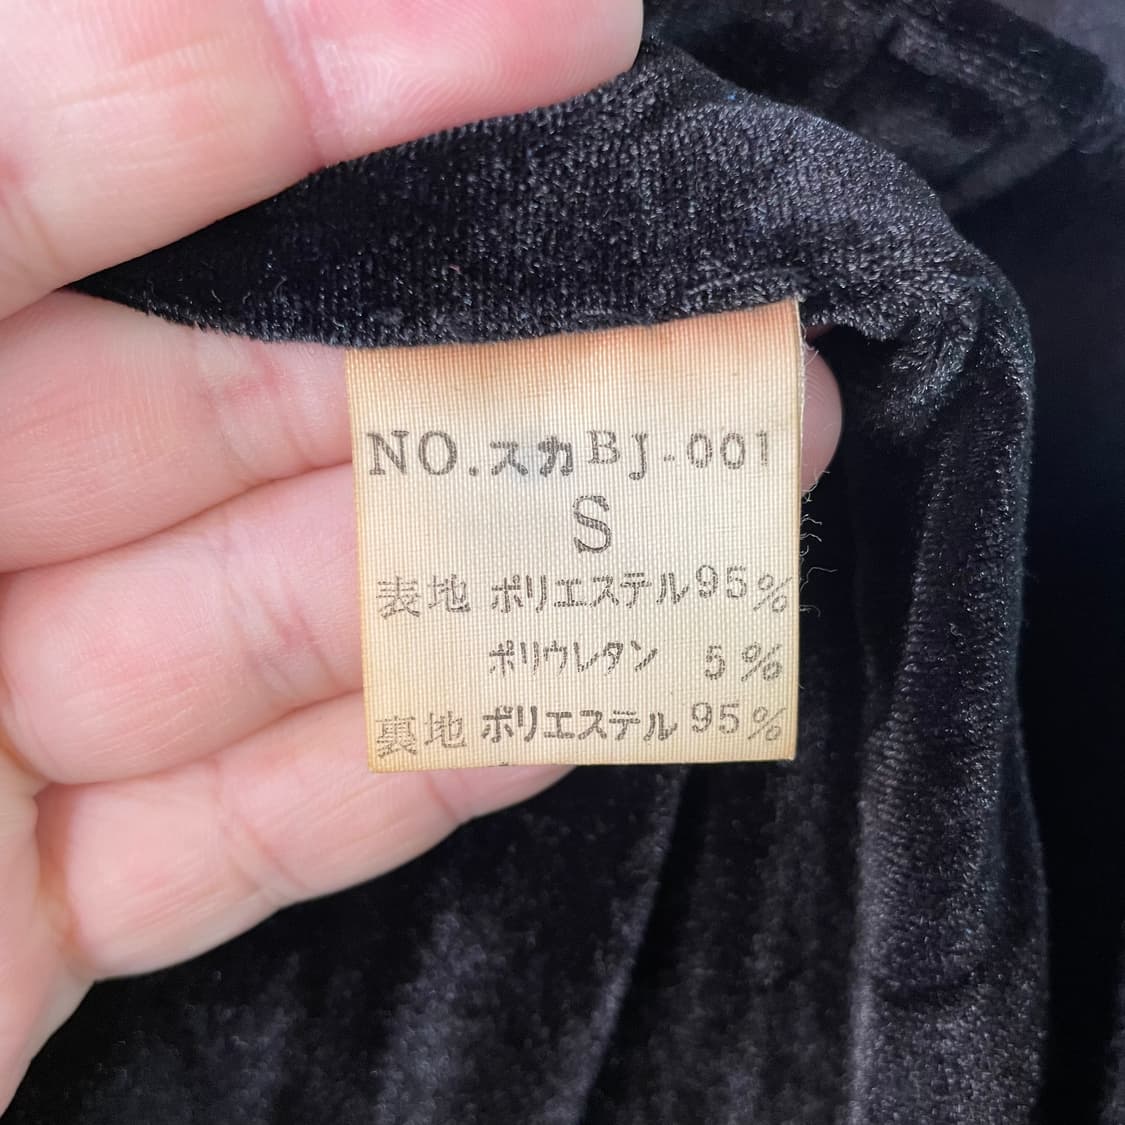 NO.スカBJ-001
S
表地 ポリエステル95%
ポリウレタン 5%
裏地 ポリエステル95%